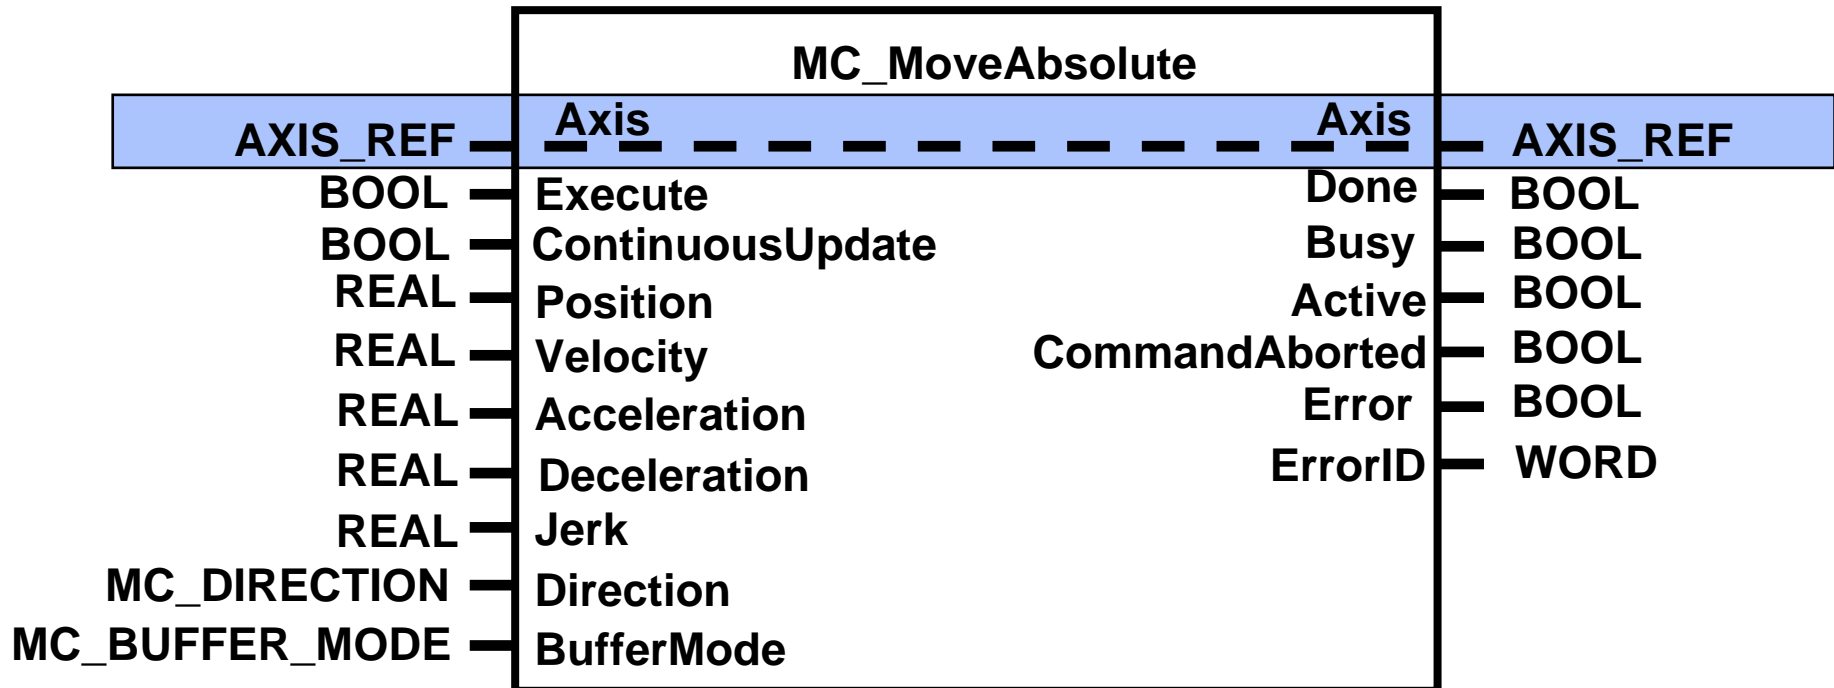 MC_MoveAbsolute
AXIS_REF Axis Axis AXIS_REF
BOOL Execute Done BOOL
BOOL ContinuousUpdate Busy BOOL
REAL Position Active BOOL
REAL Velocity CommandAborted BOOL
REAL Acceleration Error BOOL
REAL Deceleration ErrorID WORD
REAL Jerk
MC_DIRECTION Direction
MC_BUFFER_MODE BufferMode